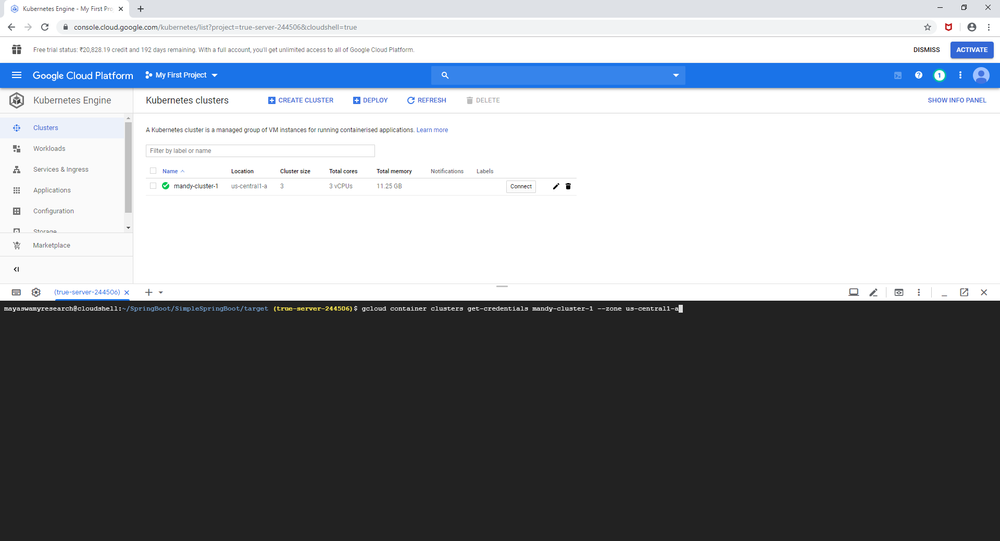 Kubernetes Engine - My First Pro
console.cloud.google.com/kubernetes/list?project=true-server-244506&cloudshell=true
Free trial status: ₹20,828.19 credit and 192 days remaining. With a full account, you'll get unlimited access to all of Google Cloud Platform.
DISMISS
ACTIVATE
Google Cloud Platform
My First Project
1
Kubernetes Engine
Kubernetes clusters
CREATE CLUSTER
DEPLOY
REFRESH
DELETE
SHOW INFO PANEL
Clusters
Workloads
Services & Ingress
Applications
Configuration
Storage
Marketplace
A Kubernetes cluster is a managed group of VM instances for running containerised applications. Learn more
Filter by label or name
Name Location Cluster size Total cores Total memory Notifications Labels
mandy-cluster-1 us-central1-a 3 3 vCPUs 11.25 GB Connect
(true-server-244506)
mayaswamyresearch@cloudshell:~/SpringBoot/SimpleSpringBoot/target (true-server-244506)$ gcloud container clusters get-credentials mandy-cluster-1 --zone us-central1-a